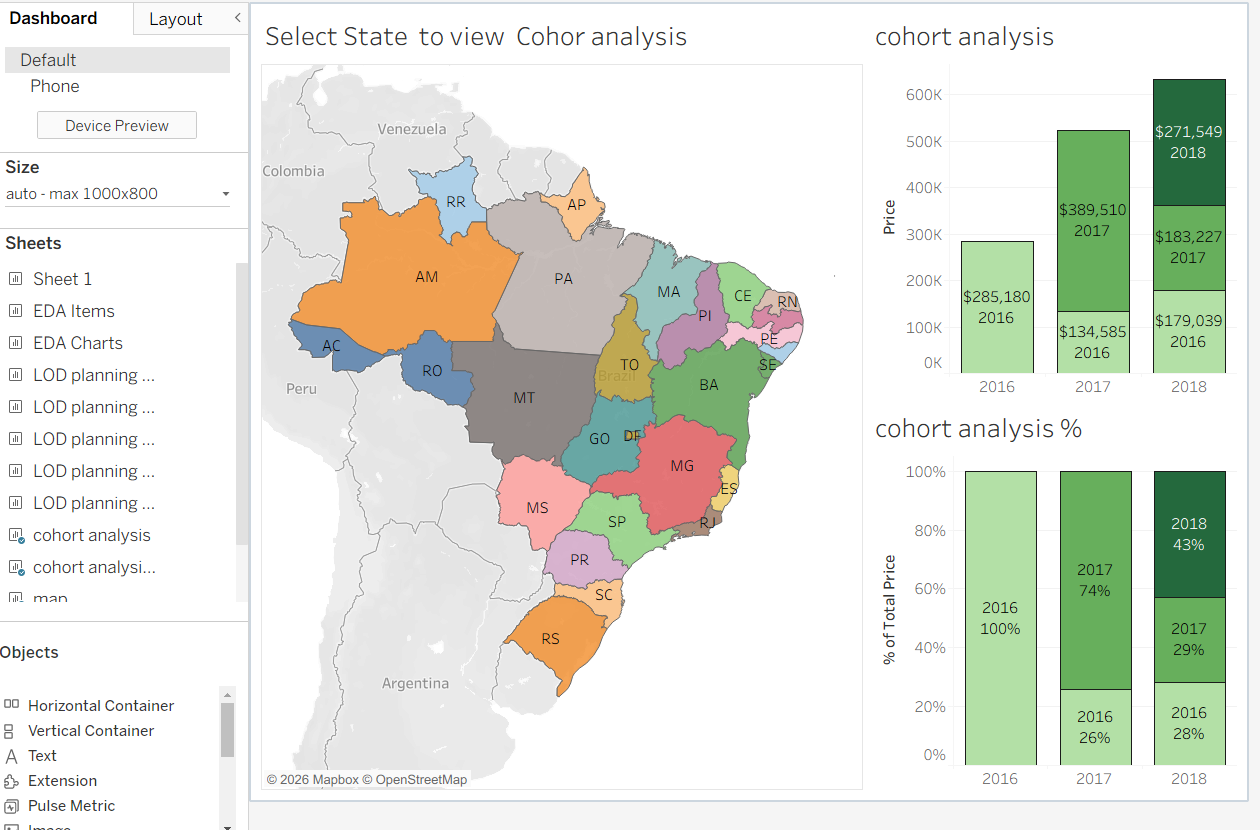 Dashboard
Layout
Default
Phone
Device Preview
Size
auto - max 1000x800
Sheets
Sheet 1
EDA Items
EDA Charts
LOD planning ...
LOD planning ...
LOD planning ...
LOD planning ...
LOD planning ...
cohort analysis
cohort analysi...
map
Objects
Horizontal Container
Vertical Container
Text
Extension
Pulse Metric
Image
Select State  to view  Cohor analysis
Venezuela
Colombia
RR
AP
AM
PA
MA
CE
RN
PI
PE
AC
RO
TO
SE
Brazil
Peru
MT
BA
GO
DF
MG
ES
MS
SP
RJ
PR
SC
RS
Argentina
© 2026 Mapbox © OpenStreetMap
cohort analysis
Price
600K
500K
400K
300K
200K
100K
0K
$285,180
2016
$389,510
2017
$134,585
2016
$271,549
2018
$183,227
2017
$179,039
2016
2016
2017
2018
cohort analysis %
% of Total Price
100%
80%
60%
40%
20%
0%
2016
100%
2017
74%
2016
26%
2018
43%
2017
29%
2016
28%
2016
2017
2018